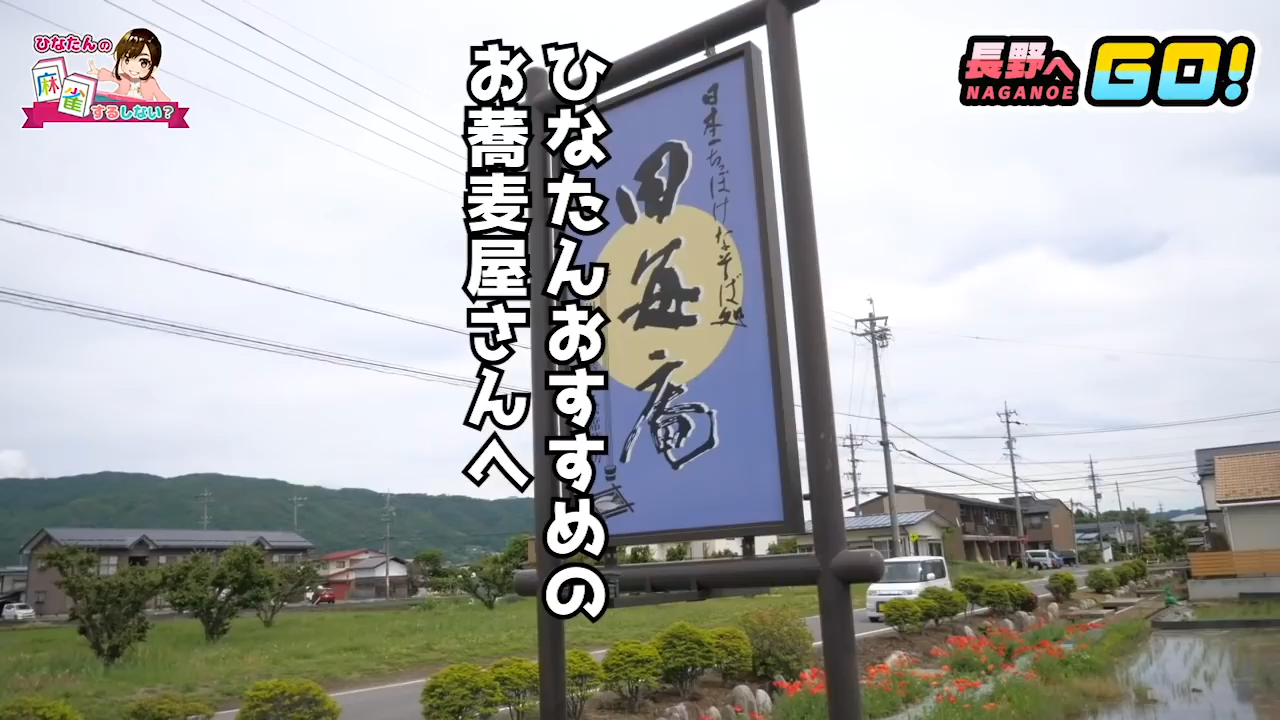 ひなたんの
麻雀
するしない？
長野へ
NAGANOE
GO!
ひなたんおすすめの
お蕎麦屋さんへ
日本一ちっぽけなそば処
田毎庵